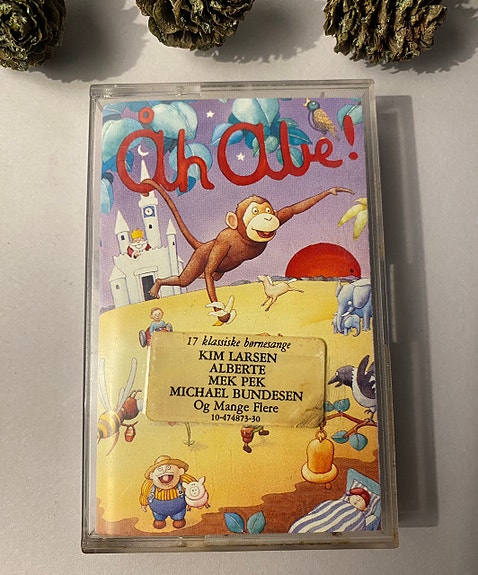 Åh Abe!
17 klassiske børnesange
KIM LARSEN
ALBERTE
MEK PEK
MICHAEL BUNDESEN
Og Mange Flere
10-474873-30